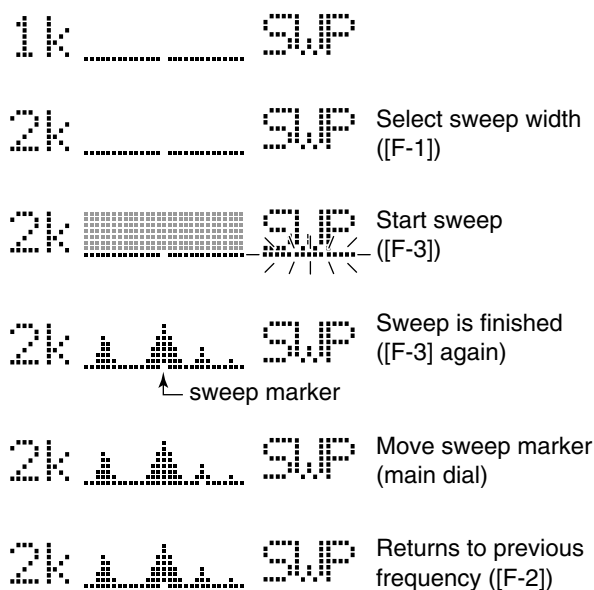 1k SWP
2k SWP Select sweep width
([F-1])
2k SWP Start sweep
([F-3])
2k SWP Sweep is finished
([F-3] again)
sweep marker
2k SWP Move sweep marker
(main dial)
2k SWP Returns to previous
frequency ([F-2])